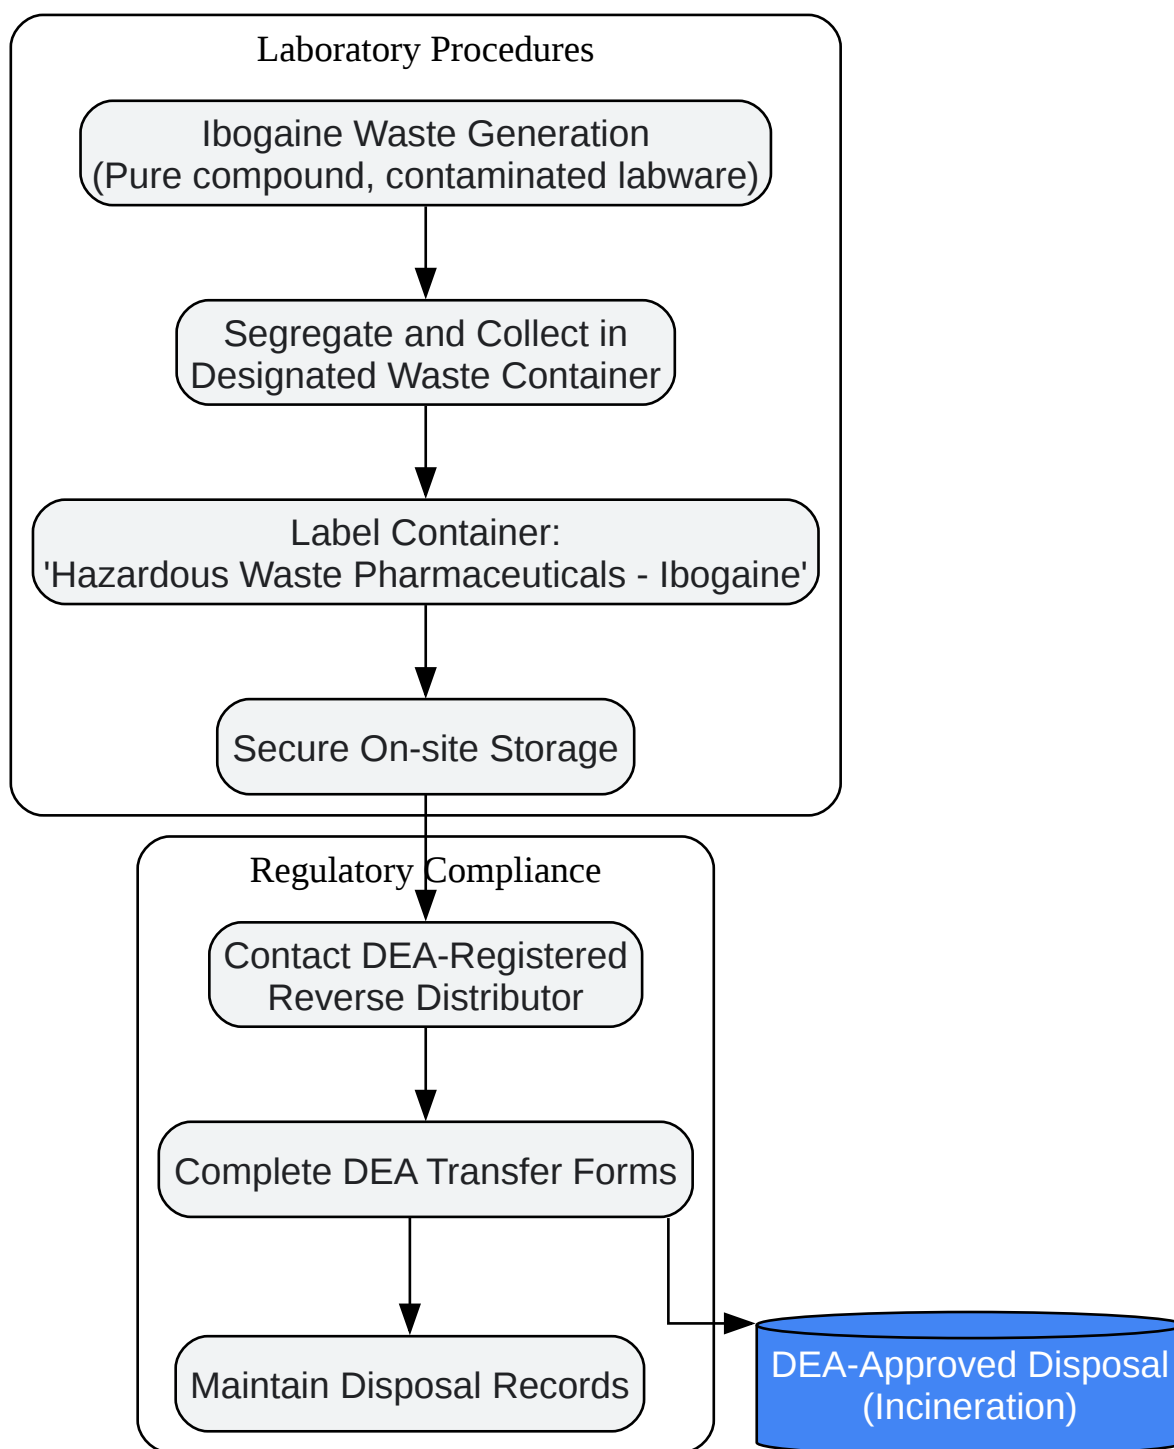 Laboratory Procedures
Ibogaine Waste Generation
(Pure compound, contaminated labware)
Segregate and Collect in
Designated Waste Container
Label Container:
'Hazardous Waste Pharmaceuticals - Ibogaine'
Secure On-site Storage
Regulatory Compliance
Contact DEA-Registered
Reverse Distributor
Complete DEA Transfer Forms
Maintain Disposal Records
DEA-Approved Disposal
(Incineration)